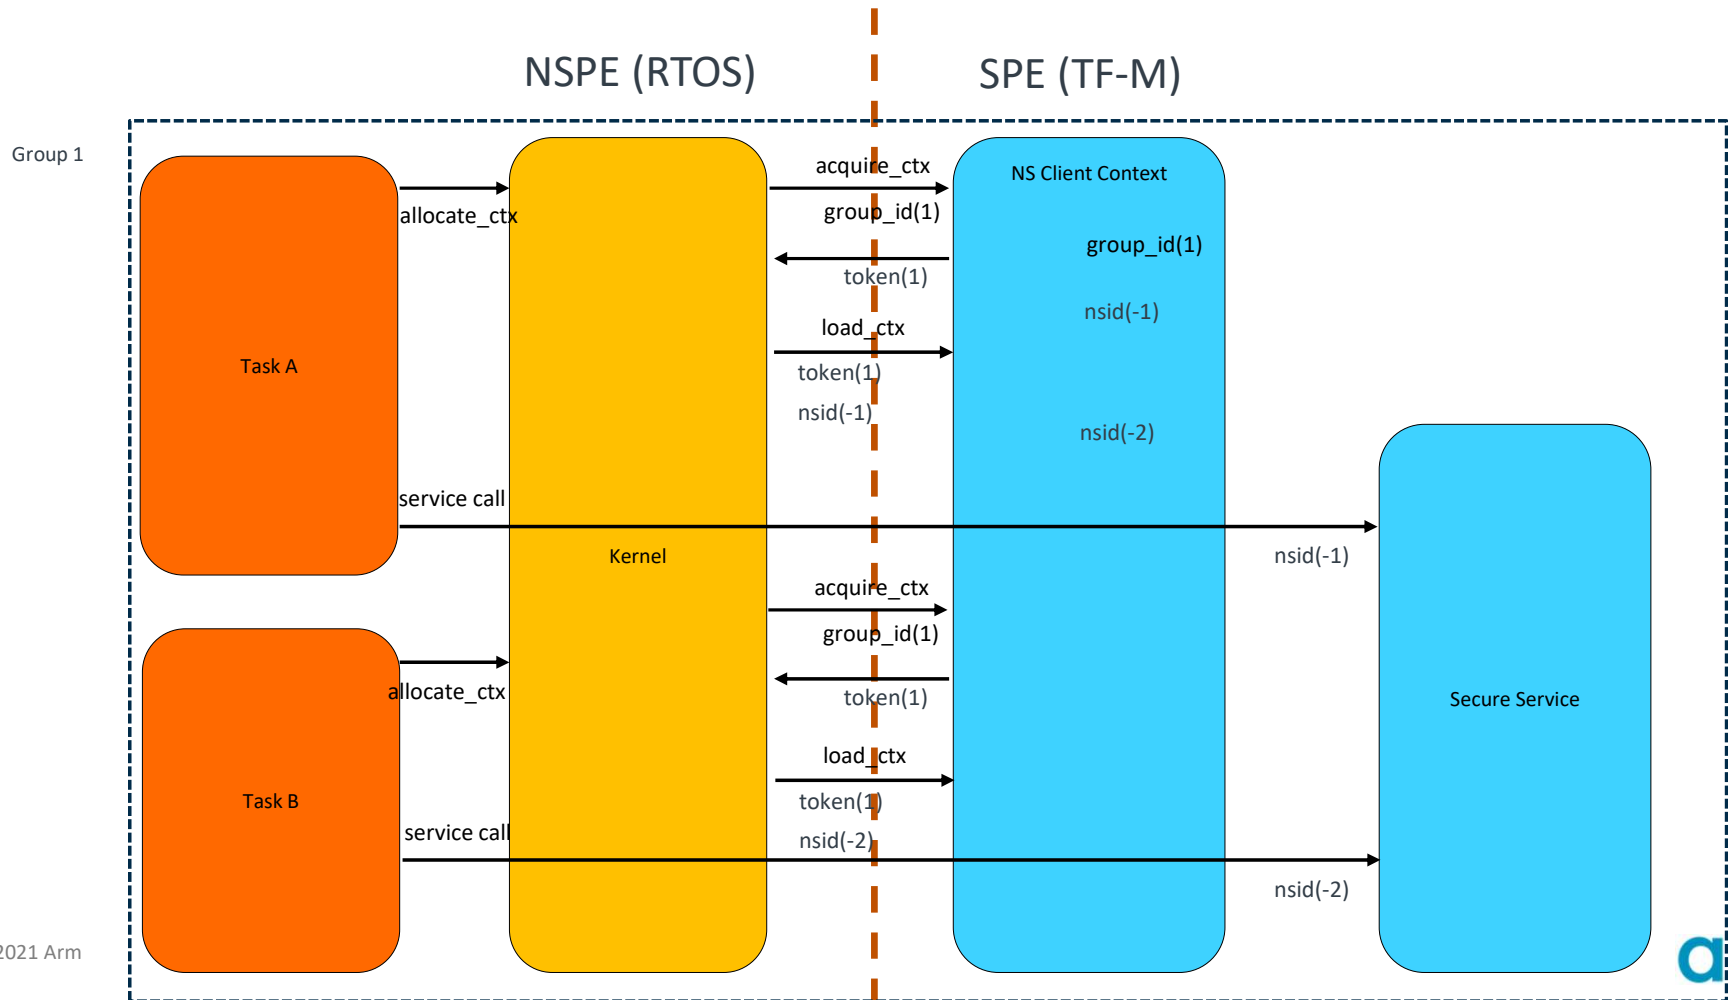 NSPE (RTOS)
SPE (TF-M)
Group 1
acquire_ctx
NS Client Context
allocate_ctx
group_id(1)
group_id(1)
token(1)
nsid(-1)
load_ctx
Task A
token(1)
nsid(-1)
nsid(-2)
service call
Kernel
nsid(-1)
acquire_ctx
group_id(1)
allocate_ctx
token(1)
Secure Service
load_ctx
Task B
token(1)
service call
nsid(-2)
nsid(-2)
2021 Arm
a